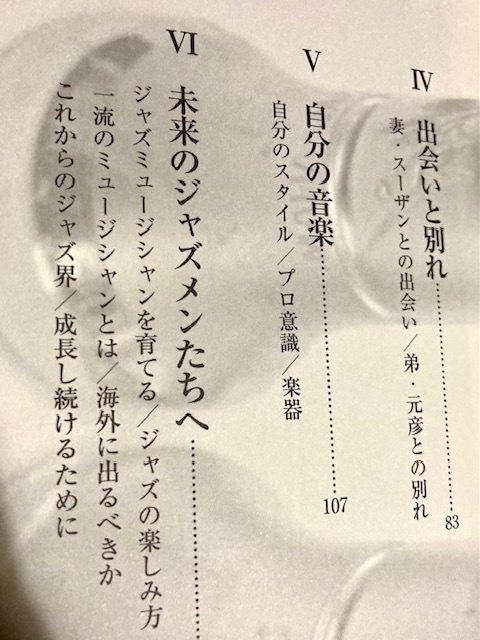 IV
出会いと別れ……………83
妻・スーザンとの出会い／弟・元彦との別れ
V
自分の音楽……………107
自分のスタイル／プロ意識／楽器
VI
未来のジャズメンたちへ……………
ジャズミュージシャンを育てる／ジャズの楽しみ方
一流のミュージシャンとは／海外に出るべきか
これからのジャズ界／成長し続けるために